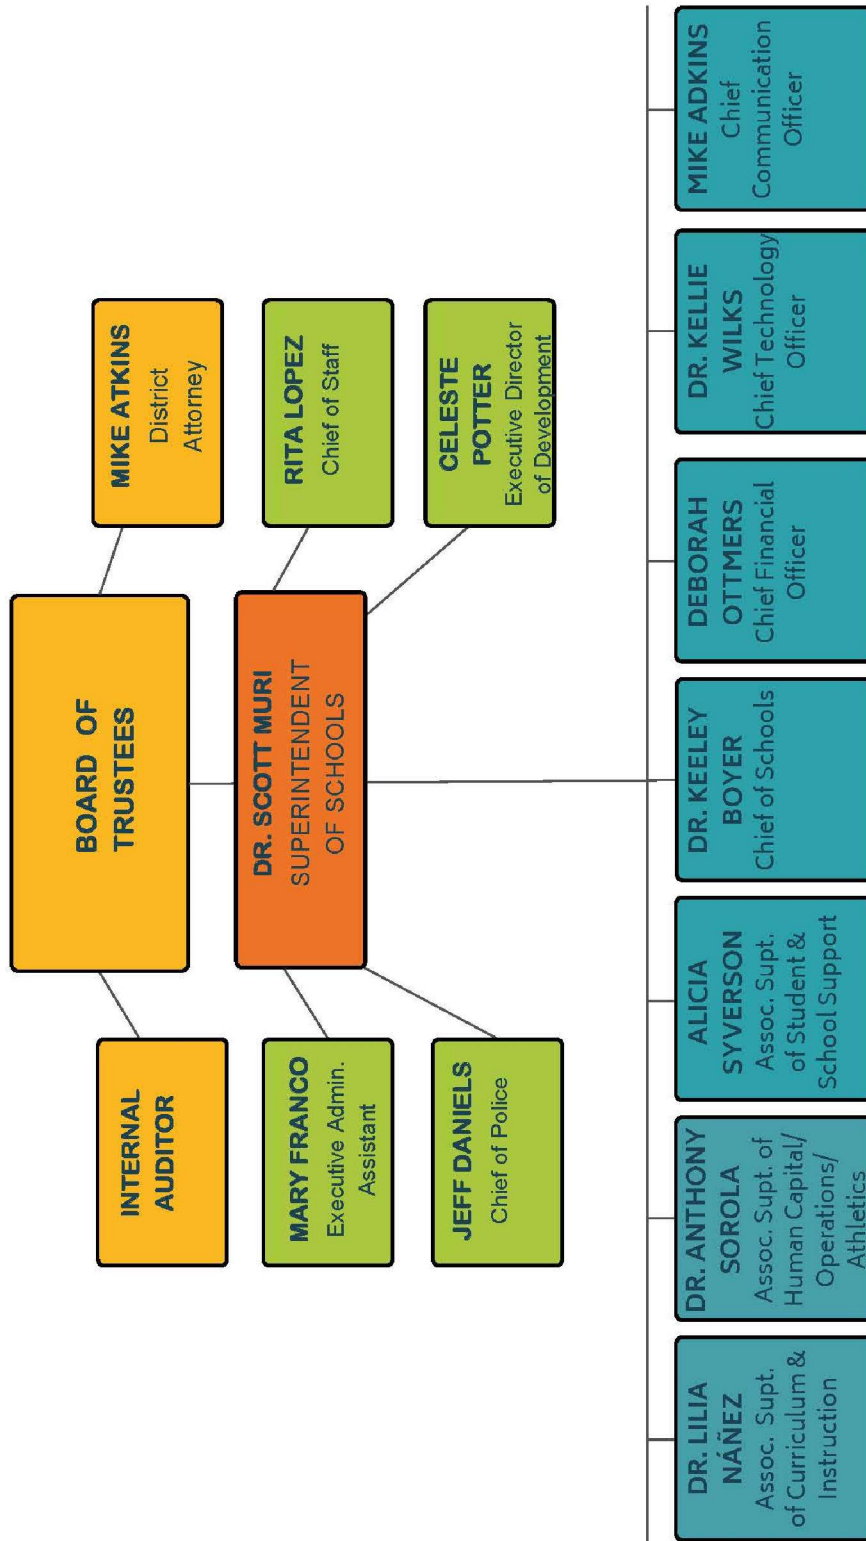 BOARD OF
TRUSTEES
INTERNAL
AUDITOR
MIKE ATKINS
District
Attorney
DR. SCOTT MURI
SUPERINTENDENT
OF SCHOOLS
MARY FRANCO
Executive Admin.
Assistant
RITA LOPEZ
Chief of Staff
JEFF DANIELS
Chief of Police
CELESTE
POTTER
Executive Director
of Development
DR. LILIA
NÁÑEZ
Assoc. Supt.
of Curriculum &
Instruction
DR. ANTHONY
SOROLA
Assoc. Supt. of
Human Capital/
Operations/
Athletics
ALICIA
SYVERSON
Assoc. Supt.
of Student &
School Support
DR. KEELEY
BOYER
Chief of Schools
DEBORAH
OTTMERS
Chief Financial
Officer
DR. KELLIE
WILKS
Chief Technology
Officer
MIKE ADKINS
Chief
Communication
Officer